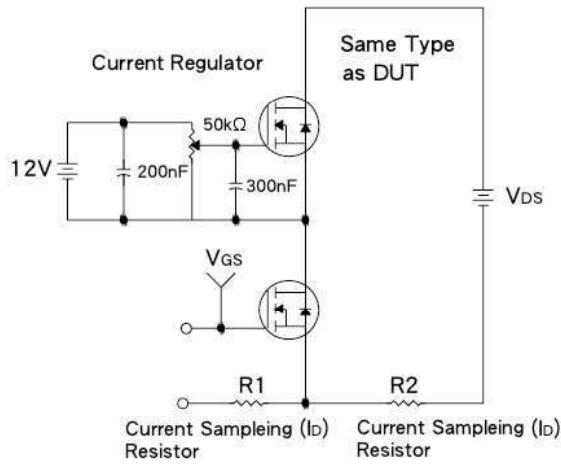 Same Type
as DUT
Current Regulator
50kΩ
12V
200nF
300nF
VDS
VGS
R1
R2
Current Sampleing (ID)
Resistor
Current Sampleing (ID)
Resistor